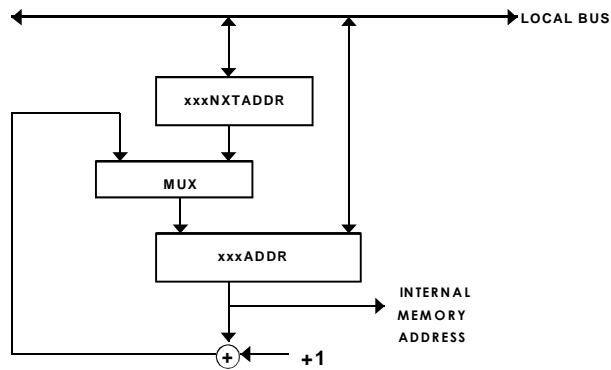 LOCAL BUS
xxxNXTADDR
MUX
xxxADDR
INTERNAL
MEMORY
ADDRESS
+
+1